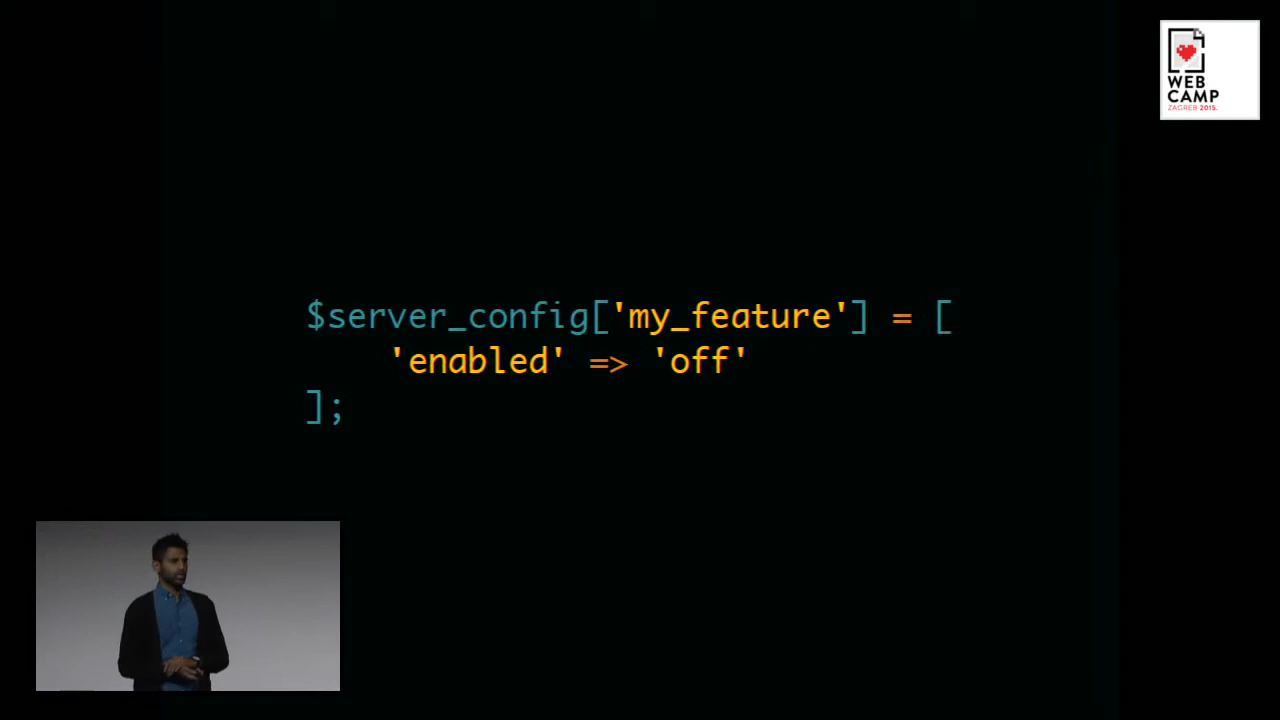 WEB
CAMP
ZAGREB 2015.
$server_config['my_feature'] = [
    'enabled' => 'off'
];